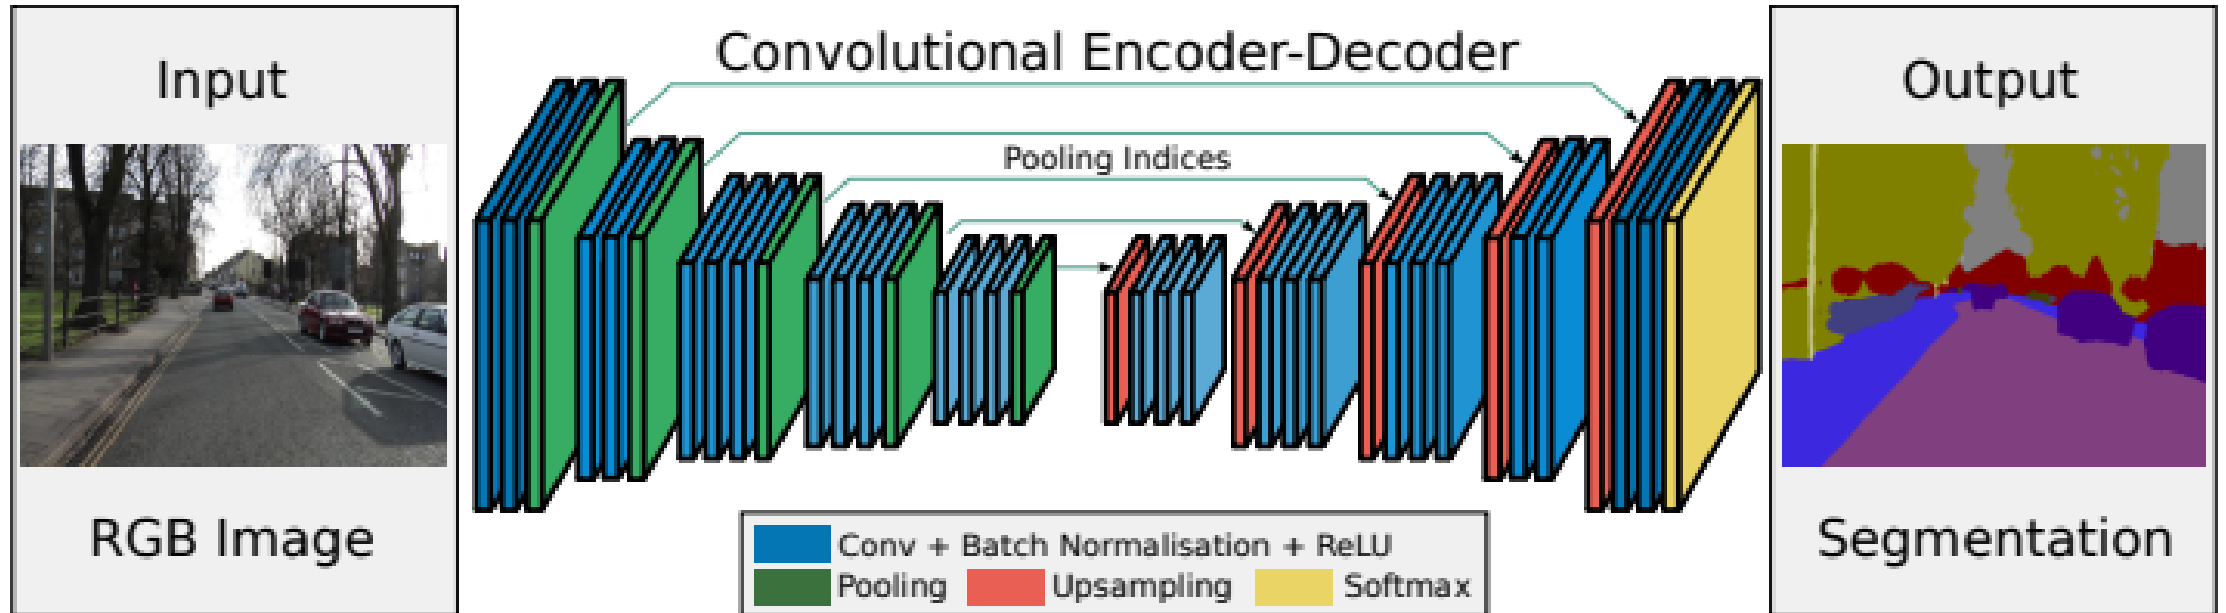 Input
RGB Image
Convolutional Encoder-Decoder
Pooling Indices
Conv + Batch Normalisation + ReLU
Pooling
Upsampling
Softmax
Output
Segmentation